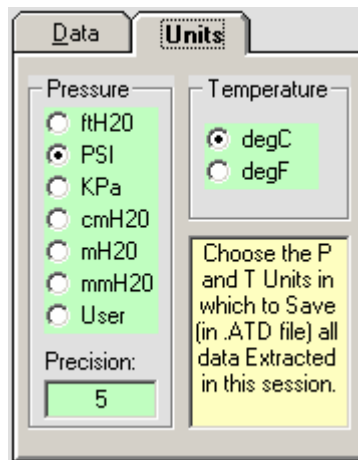 Data Units
Pressure
ftH20
PSI
KPa
cmH20
mH20
mmH20
User
Precision:
5
Temperature
degC
degF
Choose the P
and T Units in
which to Save
(in .ATD file) all
data Extracted
in this session.